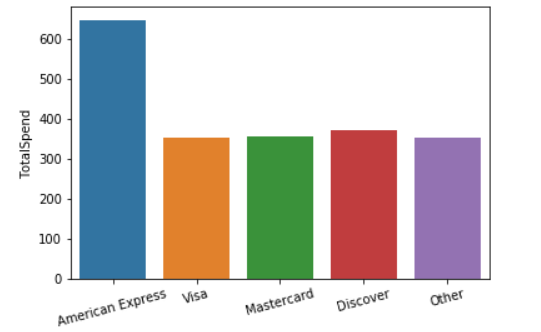 600
500
400
300
200
100
0
TotalSpend
American Express
Visa
Mastercard
Discover
Other